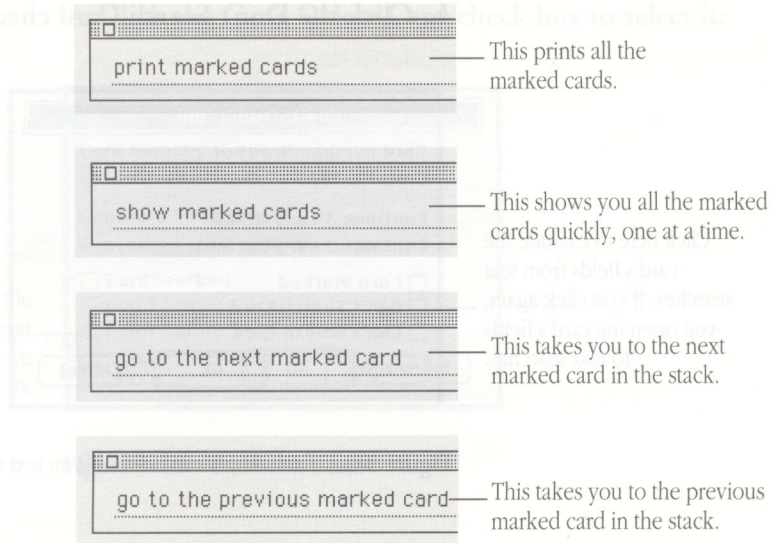 print marked cards
This prints all the
marked cards.
show marked cards
This shows you all the marked
cards quickly, one at a time.
go to the next marked card
This takes you to the next
marked card in the stack.
go to the previous marked card
This takes you to the previous
marked card in the stack.